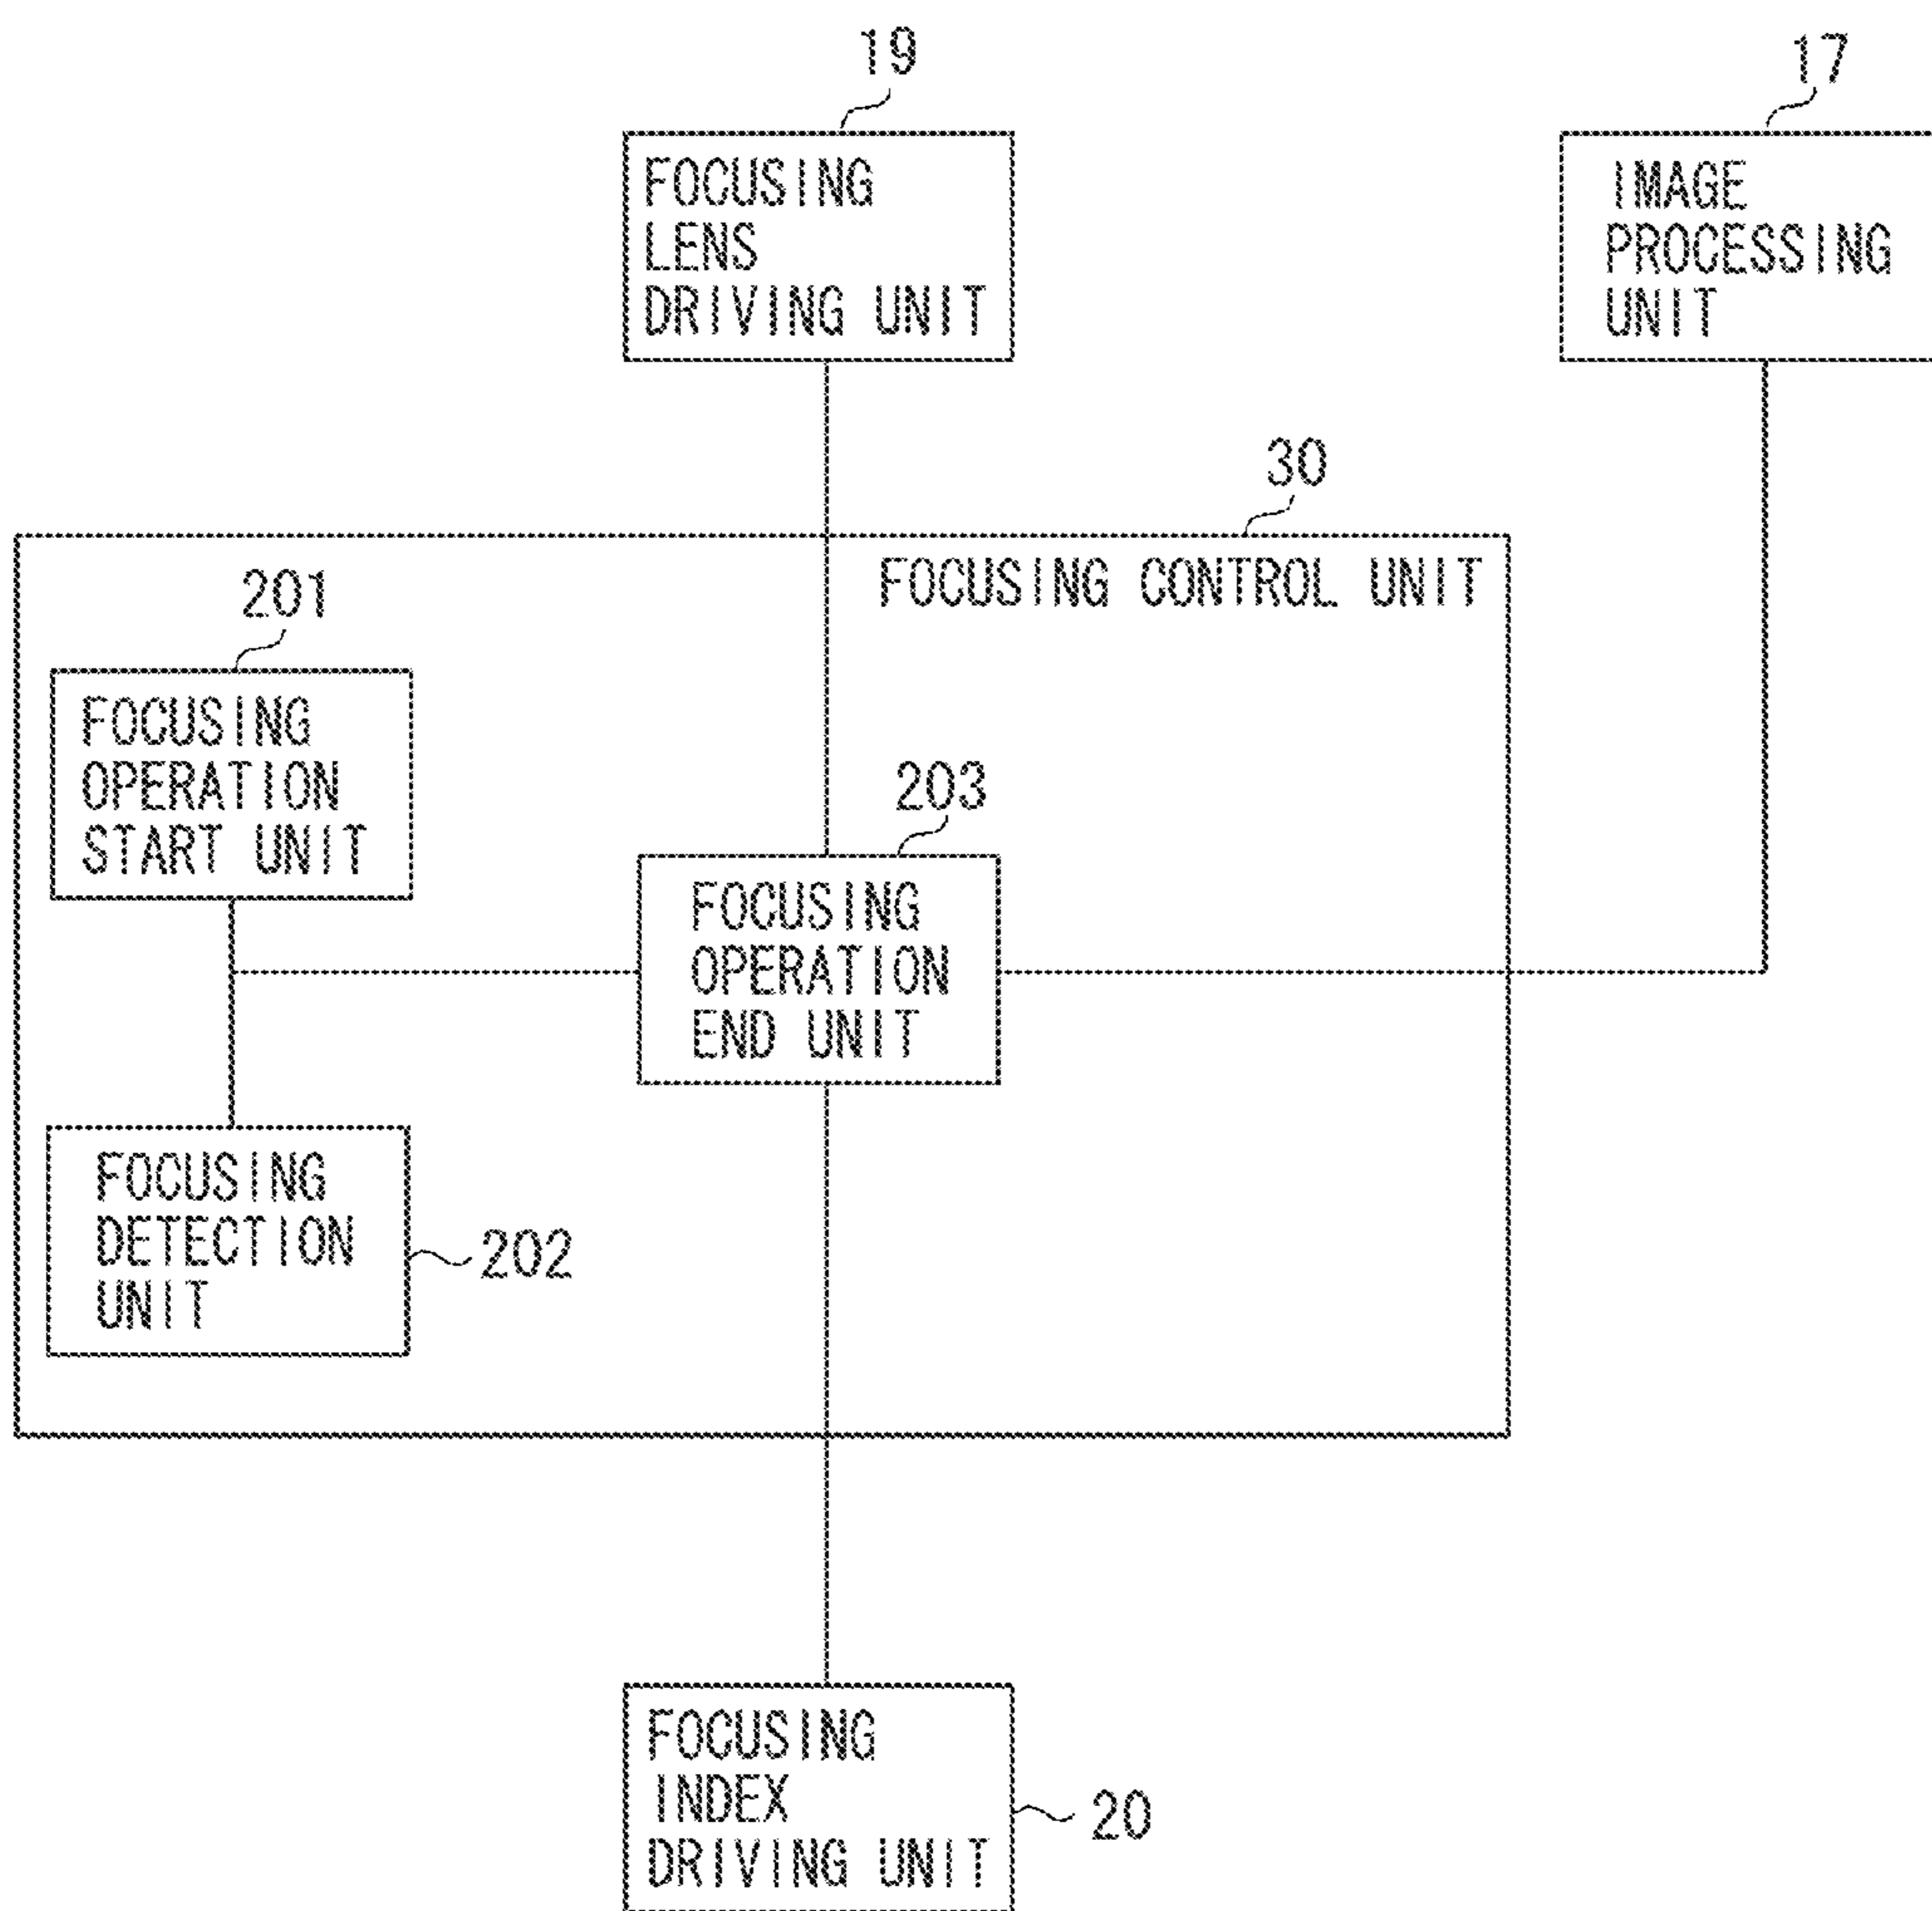 19
17
FOCUSING
LENS
DRIVING UNIT
IMAGE
PROCESSING
UNIT
30
FOCUSING CONTROL UNIT
201
FOCUSING
OPERATION
START UNIT
203
FOCUSING
OPERATION
END UNIT
FOCUSING
DETECTION
UNIT
202
FOCUSING
INDEX
DRIVING UNIT
20